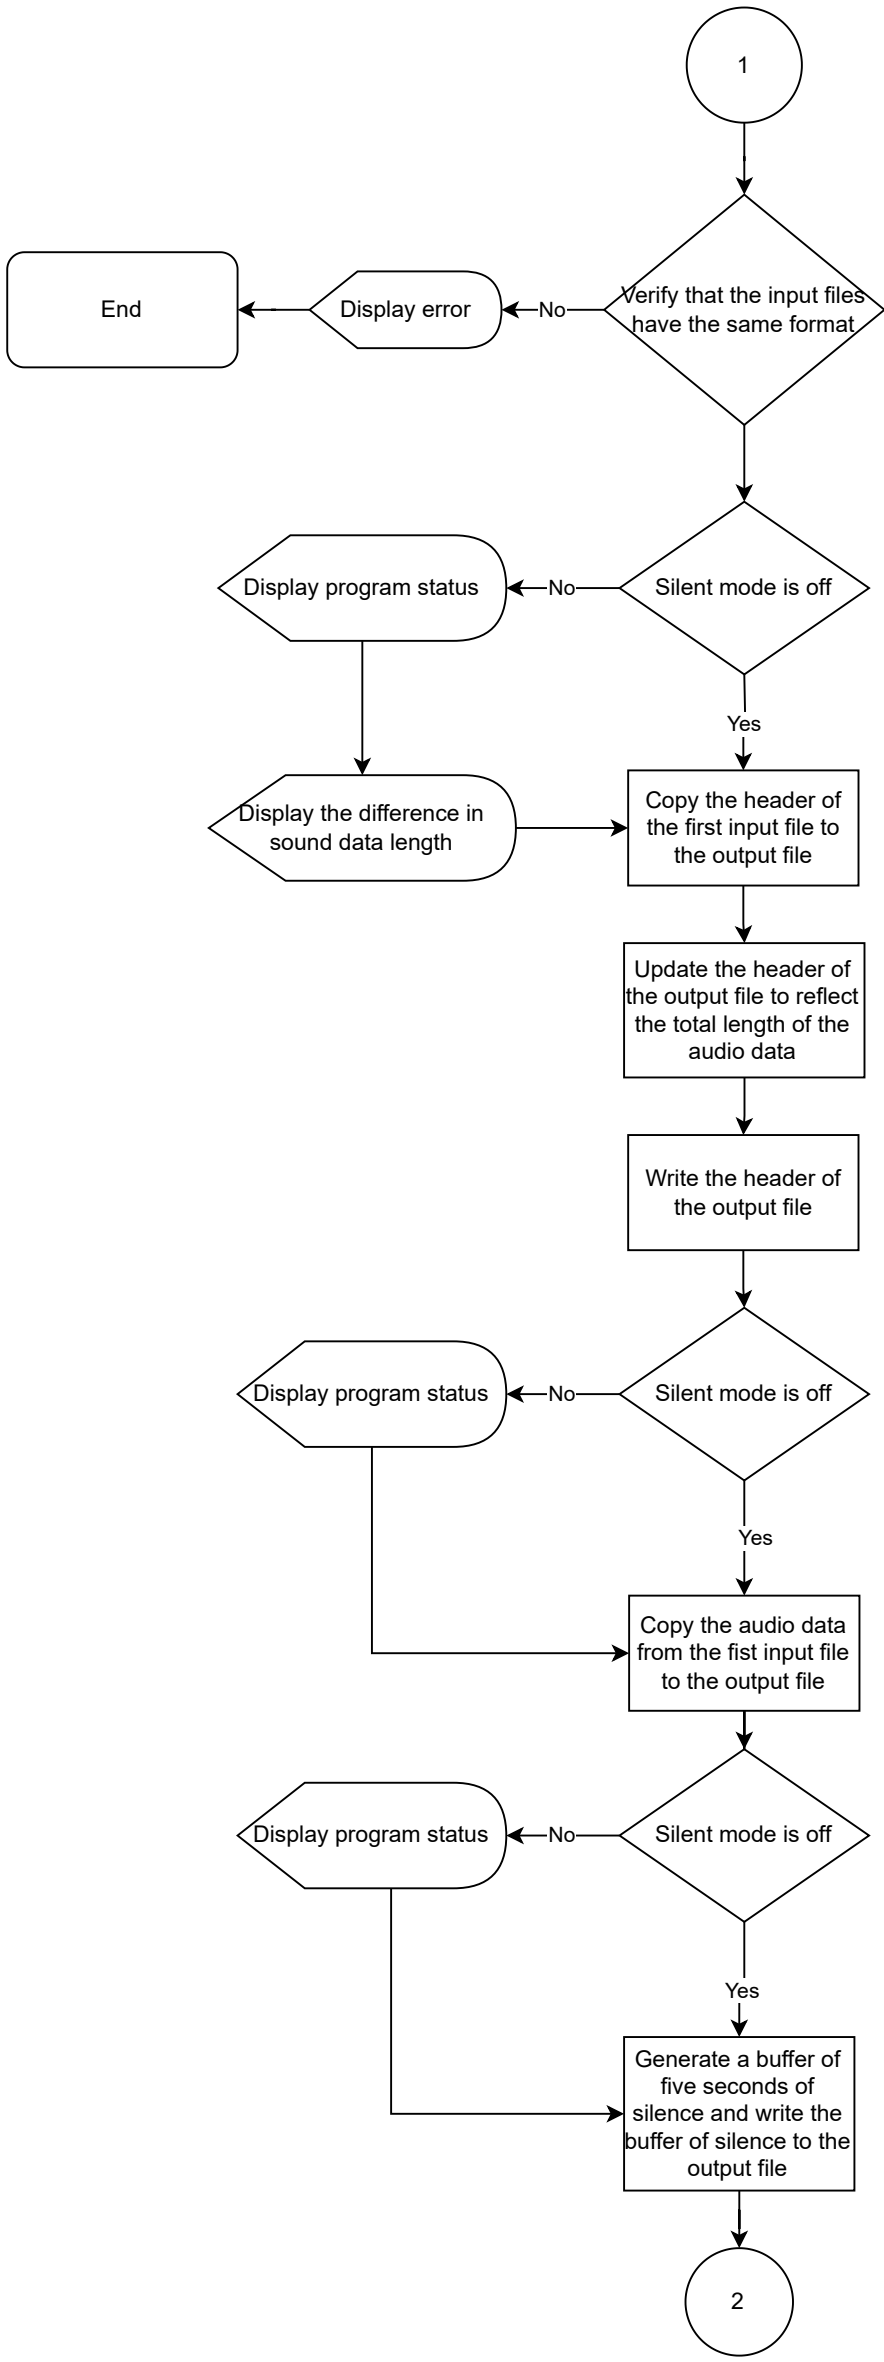 1
Verify that the input files
have the same format
No
Display error
End
Silent mode is off
No
Display program status
Yes
Display the difference in
sound data length
Copy the header of
the first input file to
the output file
Update the header of
the output file to reflect
the total length of the
audio data
Write the header of
the output file
Silent mode is off
No
Display program status
Yes
Copy the audio data
from the fist input file
to the output file
Silent mode is off
No
Display program status
Yes
Generate a buffer of
five seconds of
silence and write the
buffer of silence to the
output file
2